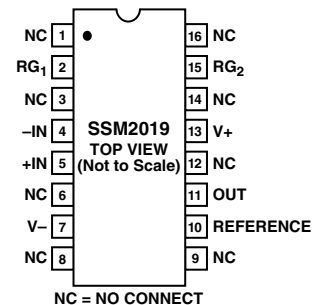 NC 1 16 NC
RG1 2 15 RG2
NC 3 14 NC
–IN 4 SSM2019 13 V+
TOP VIEW
+IN 5 (Not to Scale) 12 NC
NC 6 11 OUT
V– 7 10 REFERENCE
NC 8 9 NC
NC = NO CONNECT